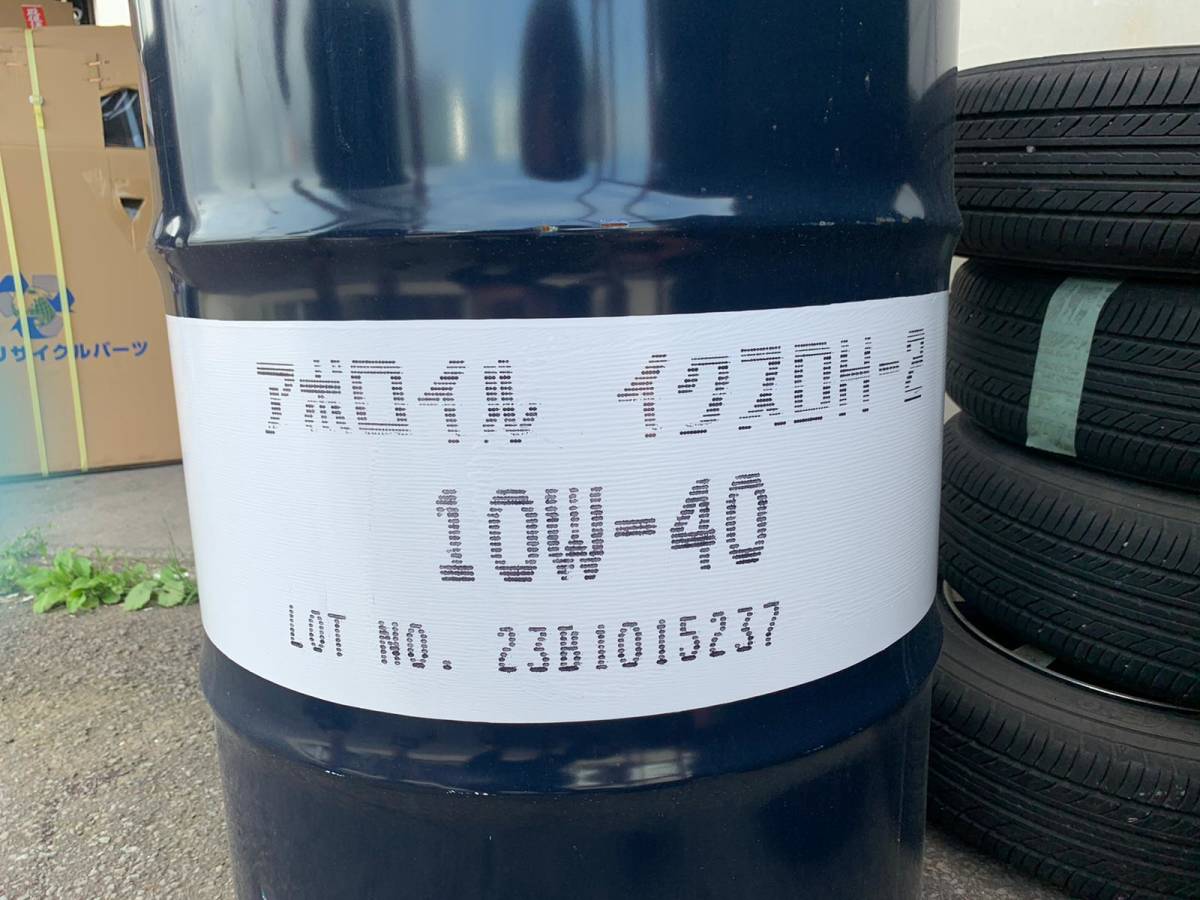 アポロイル イクスDH-2
10W-40
LOT NO. 23B11015237
リサイクルパーツ